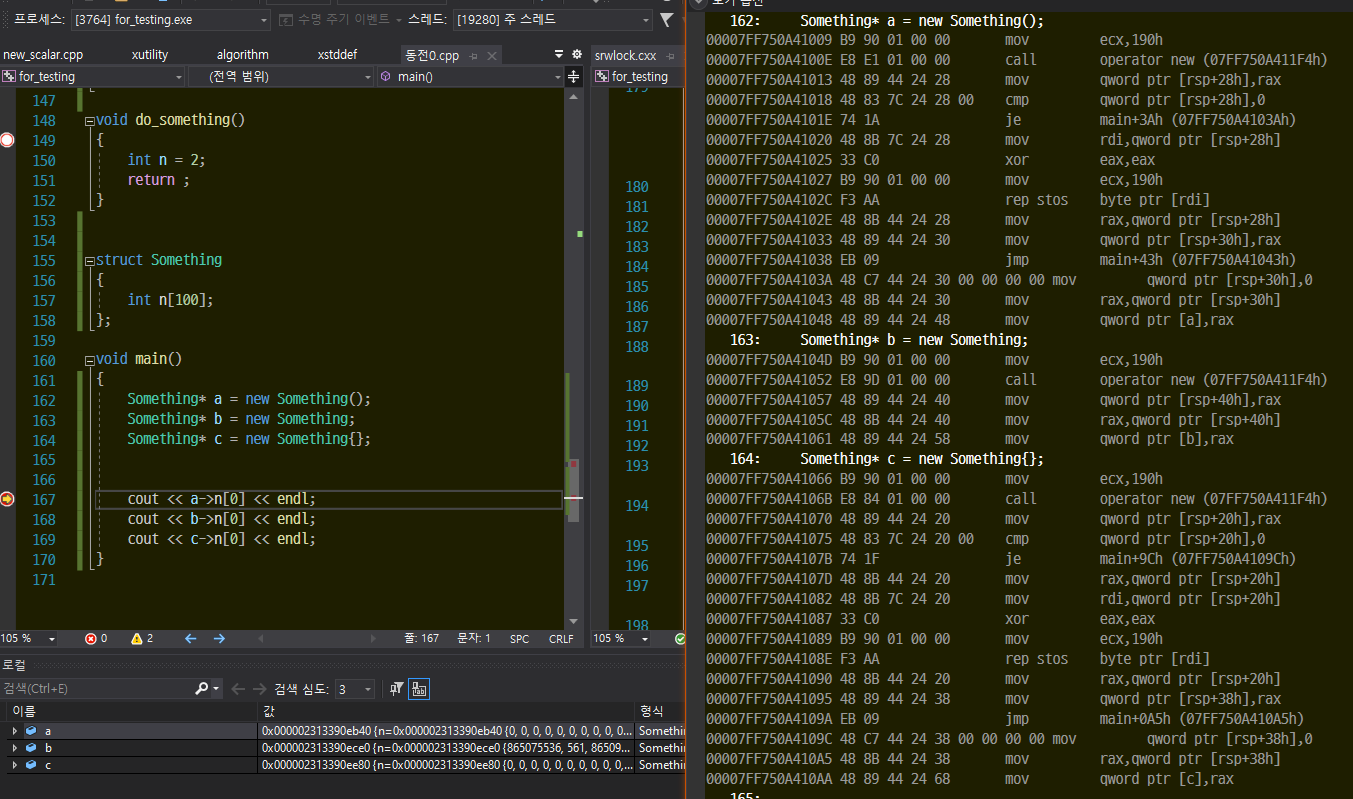 프로세스: [3764] for_testing.exe 수명 주기 이벤트 스레드: [19280] 주 스레드
new_scalar.cpp xutility algorithm xstddef 동전0.cpp
for_testing (전역 범위) main()
147
148 void do_something()
149 {
150 int n = 2;
151 return ;
152 }
153
154
155 struct Something
156 {
157 int n[100];
158 };
159
160 void main()
161 {
162 Something* a = new Something();
163 Something* b = new Something;
164 Something* c = new Something{};
165
166
167 cout << a->n[0] << endl;
168 cout << b->n[0] << endl;
169 cout << c->n[0] << endl;
170 }
171
105 % 0 2 줄: 167 문자: 1 SPC CRLF
srwlock.cxx
for_testing
180
181
182
183
184
185
186
187
188
189
190
191
192
193
194
195
196
197
198
105 %
로컬
검색(Ctrl+E) 검색 심도: 3
이름 값 형식
a 0x000002313390eb40 {n=0x000002313390eb40 {0, 0, 0, 0, 0, 0, 0, 0, 0... Somethin
b 0x000002313390ece0 {n=0x000002313390ece0 {865075536, 561, 86509... Somethin
c 0x000002313390ee80 {n=0x000002313390ee80 {0, 0, 0, 0, 0, 0, 0, 0, 0,... Somethin
보기 옵션
162: Something* a = new Something();
00007FF750A41009 B9 90 01 00 00 mov ecx,190h
00007FF750A4100E E8 E1 01 00 00 call operator new (07FF750A411F4h)
00007FF750A41013 48 89 44 24 28 mov qword ptr [rsp+28h],rax
00007FF750A41018 48 83 7C 24 28 00 cmp qword ptr [rsp+28h],0
00007FF750A4101E 74 1A je main+3Ah (07FF750A4103Ah)
00007FF750A41020 48 8B 7C 24 28 mov rdi,qword ptr [rsp+28h]
00007FF750A41025 33 C0 xor eax,eax
00007FF750A41027 B9 90 01 00 00 mov ecx,190h
00007FF750A4102C F3 AA rep stos byte ptr [rdi]
00007FF750A4102E 48 8B 44 24 28 mov rax,qword ptr [rsp+28h]
00007FF750A41033 48 89 44 24 30 mov qword ptr [rsp+30h],rax
00007FF750A41038 EB 09 jmp main+43h (07FF750A41043h)
00007FF750A4103A 48 C7 44 24 30 00 00 00 00 mov qword ptr [rsp+30h],0
00007FF750A41043 48 8B 44 24 30 mov rax,qword ptr [rsp+30h]
00007FF750A41048 48 89 44 24 48 mov qword ptr [a],rax
163: Something* b = new Something;
00007FF750A4104D B9 90 01 00 00 mov ecx,190h
00007FF750A41052 E8 9D 01 00 00 call operator new (07FF750A411F4h)
00007FF750A41057 48 89 44 24 40 mov qword ptr [rsp+40h],rax
00007FF750A4105C 48 8B 44 24 40 mov rax,qword ptr [rsp+40h]
00007FF750A41061 48 89 44 24 58 mov qword ptr [b],rax
164: Something* c = new Something{};
00007FF750A41066 B9 90 01 00 00 mov ecx,190h
00007FF750A4106B E8 84 01 00 00 call operator new (07FF750A411F4h)
00007FF750A41070 48 89 44 24 20 mov qword ptr [rsp+20h],rax
00007FF750A41075 48 83 7C 24 20 00 cmp qword ptr [rsp+20h],0
00007FF750A4107B 74 1F je main+9Ch (07FF750A4109Ch)
00007FF750A4107D 48 8B 44 24 20 mov rax,qword ptr [rsp+20h]
00007FF750A41082 48 8B 7C 24 20 mov rdi,qword ptr [rsp+20h]
00007FF750A41087 33 C0 xor eax,eax
00007FF750A41089 B9 90 01 00 00 mov ecx,190h
00007FF750A4108E F3 AA rep stos byte ptr [rdi]
00007FF750A41090 48 8B 44 24 20 mov rax,qword ptr [rsp+20h]
00007FF750A41095 48 89 44 24 38 mov qword ptr [rsp+38h],rax
00007FF750A4109A EB 09 jmp main+0A5h (07FF750A410A5h)
00007FF750A4109C 48 C7 44 24 38 00 00 00 00 mov qword ptr [rsp+38h],0
00007FF750A410A5 48 8B 44 24 38 mov rax,qword ptr [rsp+38h]
00007FF750A410AA 48 89 44 24 68 mov qword ptr [c],rax
165: